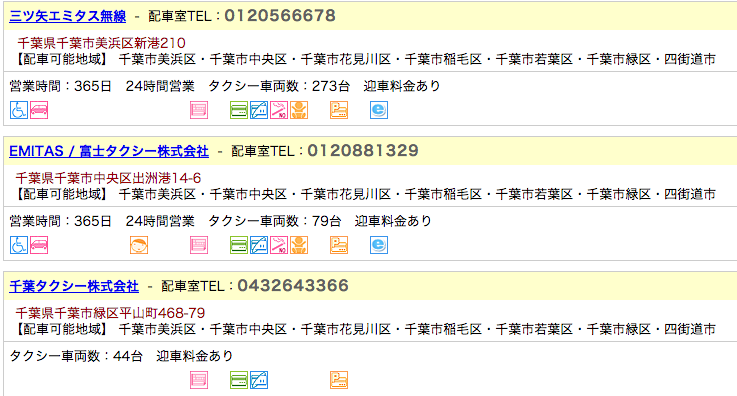 三ツ矢エミタス無線 - 配車室TEL：0120566678
千葉県千葉市美浜区新港210
【配車可能地域】 千葉市美浜区・千葉市中央区・千葉市花見川区・千葉市稲毛区・千葉市若葉区・千葉市緑区・四街道市
営業時間：365日　24時間営業　タクシー車両数：273台　迎車料金あり
NO
EMITAS / 富士タクシー株式会社 - 配車室TEL：0120881329
千葉県千葉市中央区出洲港14-6
【配車可能地域】 千葉市美浜区・千葉市中央区・千葉市花見川区・千葉市稲毛区・千葉市若葉区・千葉市緑区・四街道市
営業時間：365日　24時間営業　タクシー車両数：79台　迎車料金あり
NO
千葉タクシー株式会社 - 配車室TEL：0432643366
千葉県千葉市緑区平山町468-79
【配車可能地域】 千葉市美浜区・千葉市中央区・千葉市花見川区・千葉市稲毛区・千葉市若葉区・千葉市緑区・四街道市
タクシー車両数：44台　迎車料金あり